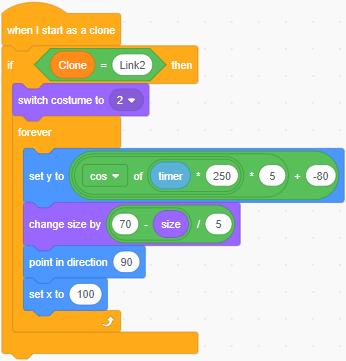 when I start as a clone
if Clone = Link2 then
switch costume to 2
forever
set y to cos of timer * 250 * 5 + -80
change size by 70 - size / 5
point in direction 90
set x to 100